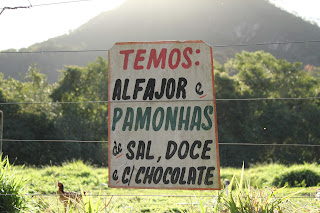 TEMOS:
ALFAJOR e
PAMONHAS
de SAL, DOCE
e C/ CHOCOLATE